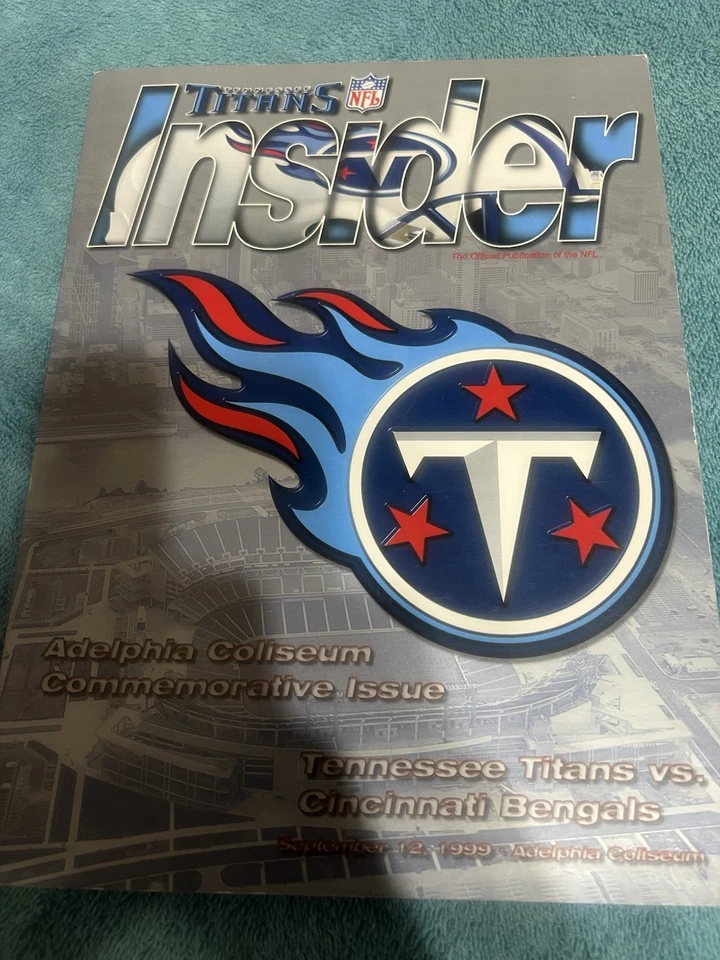 TENNESSEE
TITANS
NFL
Insider
The Official Publication of the NFL
T
Adelphia Coliseum
Commemorative Issue
Tennessee Titans vs.
Cincinnati Bengals
September 12, 1999 - Adelphia Coliseum